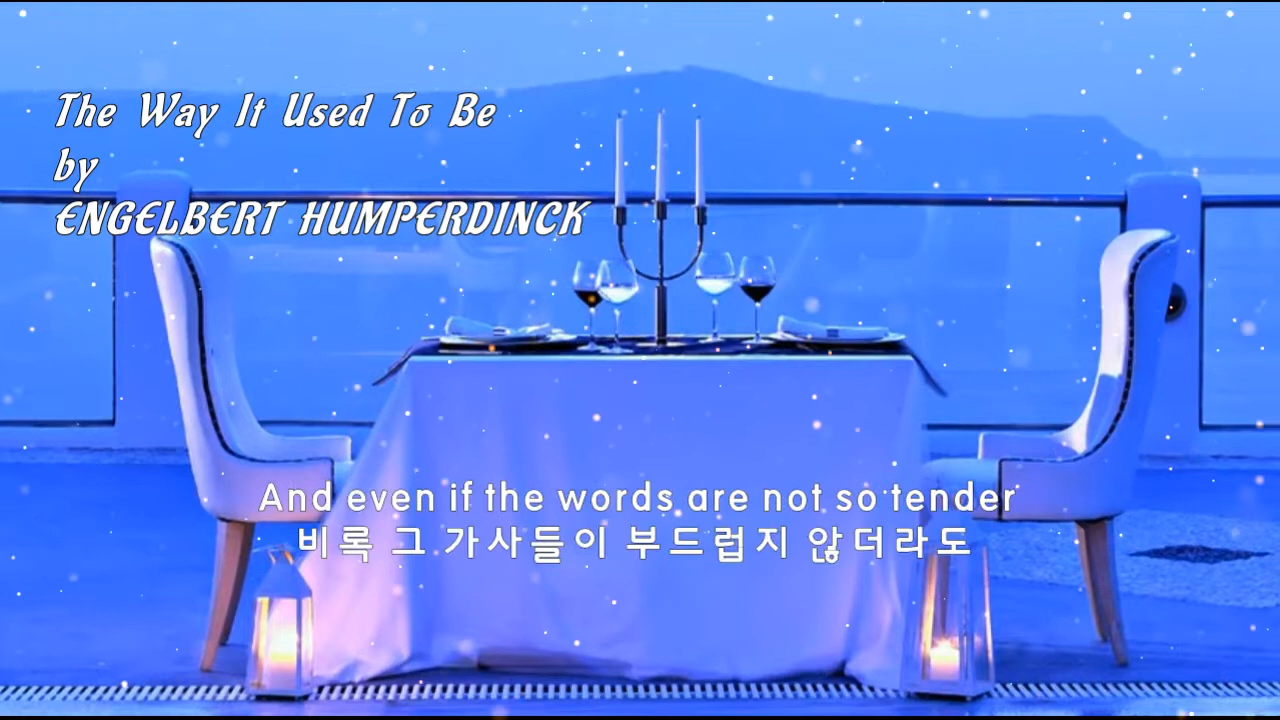 The Way It Used To Be
by
ENGELBERT HUMPERDINCK
And even if the words are not so tender
비록 그 가사들이 부드럽지 않더라도